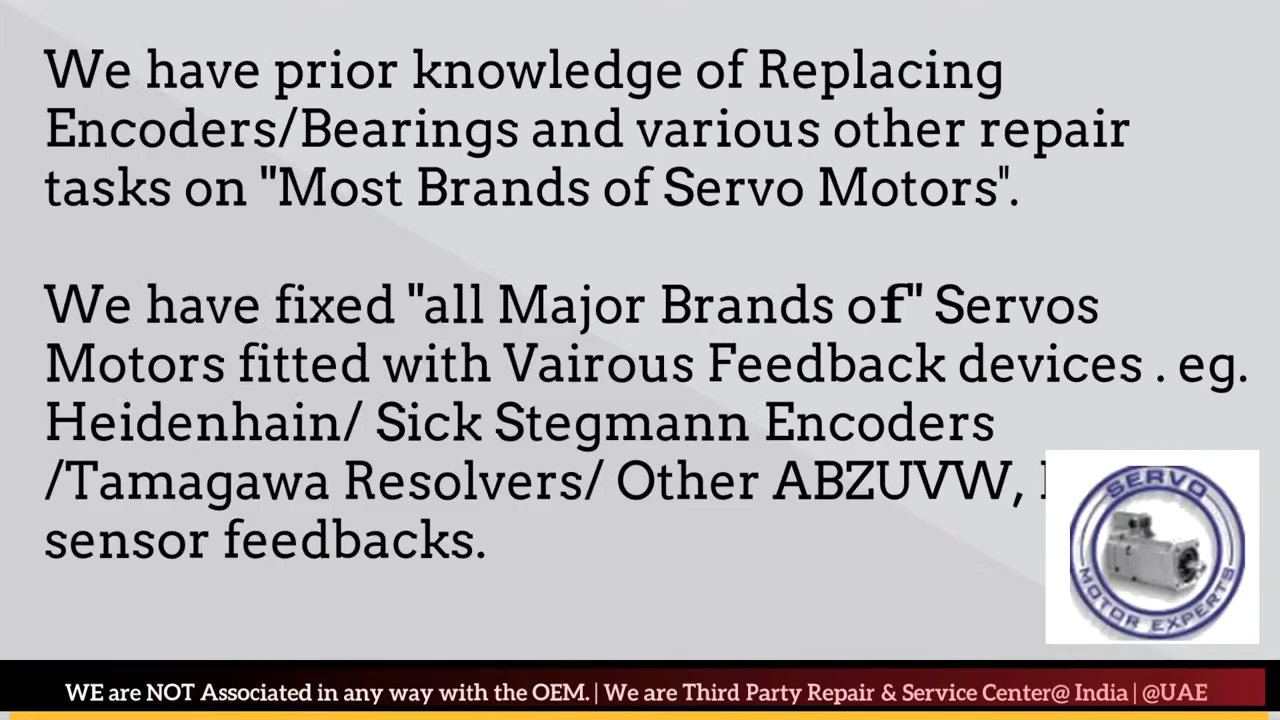 We have prior knowledge of Replacing
Encoders/Bearings and various other repair
tasks on "Most Brands of Servo Motors".
We have fixed "all Major Brands of" Servos
Motors fitted with Vairous Feedback devices . eg.
Heidenhain/ Sick Stegmann Encoders
/Tamagawa Resolvers/ Other ABZUVW,
sensor feedbacks.
SERVO
MOTOR EXPERTS
WE are NOT Associated in any way with the OEM. | We are Third Party Repair & Service Center@ India | @UAE